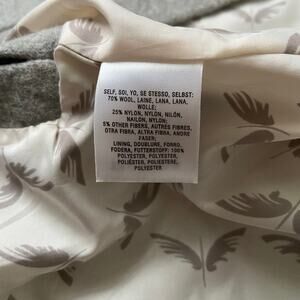 SELF, SOI, YO, SE STESSO, SELBST:
70% WOOL, LAINE, LANA, LANA,
WOLLE;
25% NYLON, NYLON, NILÓN,
NAILON, NYLON;
5% OTHER FIBERS, AUTRES FIBRES,
OTRA FIBRA, ALTRA FIBRA, ANDRE
FASER;
LINING, DOUBLURE, FORRO,
FODERA, FUTTERSTOFF: 100%
POLYESTER, POLYESTER,
POLIÉSTER, POLIESTERE,
POLYESTER